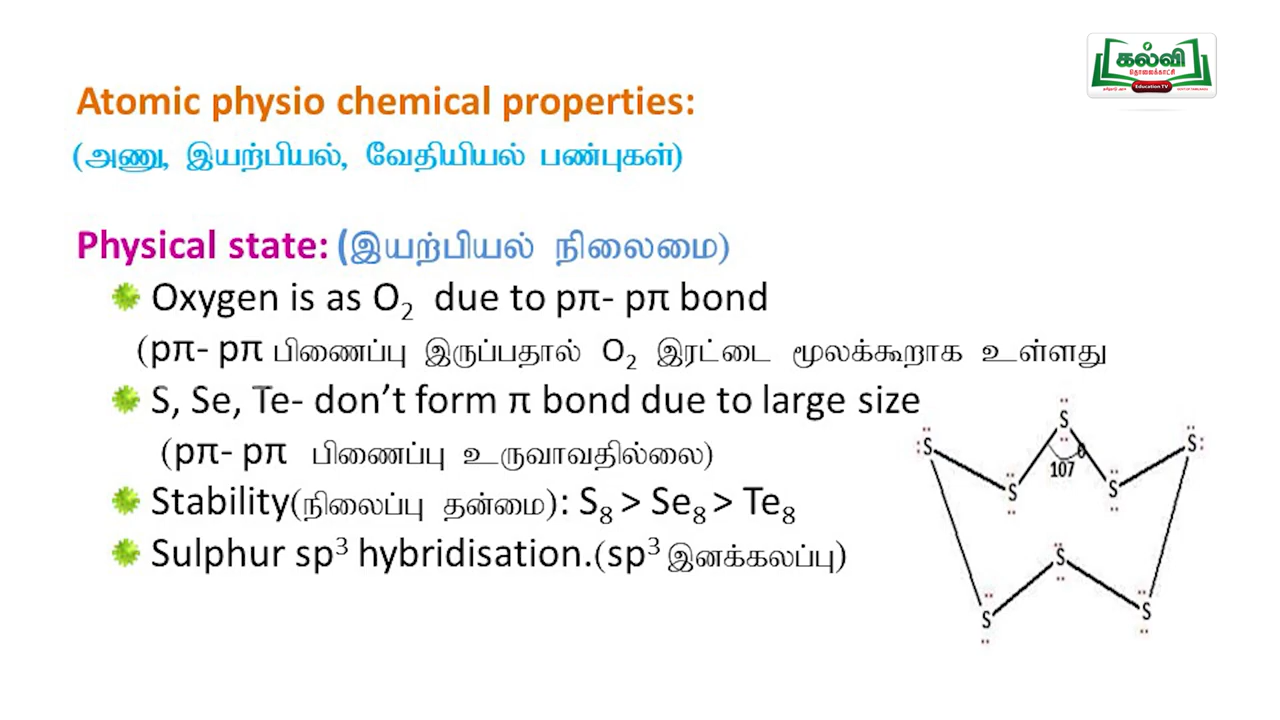 கல்வி
தொலைக்காட்சி
Education TV
Atomic physio chemical properties:
(அணு, இயற்பியல், வேதியியல் பண்புகள்)
Physical state: (இயற்பியல் நிலைமை)
Oxygen is as O₂ due to pπ- pπ bond
(pπ- pπ பிணைப்பு இருப்பதால் O₂ இரட்டை மூலக்கூறாக உள்ளது
S, Se, Te- don’t form π bond due to large size
(pπ- pπ பிணைப்பு உருவாவதில்லை)
Stability(நிலைப்பு தன்மை): S₈ > Se₈ > Te₈
Sulphur sp³ hybridisation.(sp³ இனக்கலப்பு)
S
S S
107
S S
S
S S